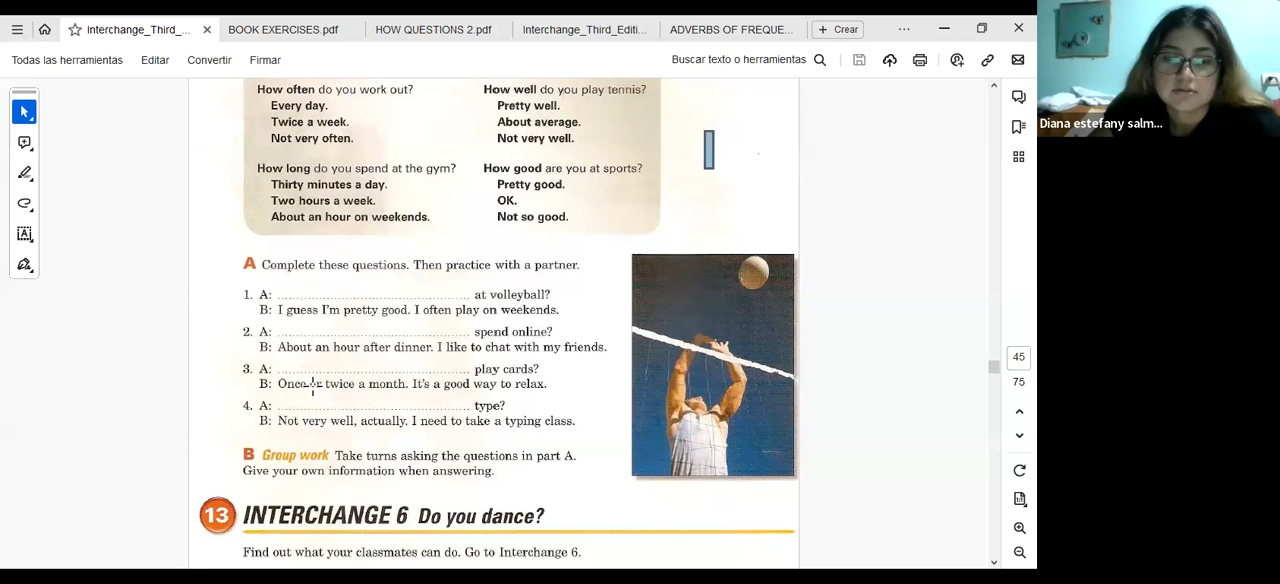 Interchange_Third_...
BOOK EXERCISES.pdf
HOW QUESTIONS 2.pdf
Interchange_Third_Editi...
ADVERBS OF FREQUE...
Crear
Todas las herramientas
Editar
Convertir
Firmar
Buscar texto o herramientas
How often do you work out?
Every day.
Twice a week.
Not very often.
How long do you spend at the gym?
Thirty minutes a day.
Two hours a week.
About an hour on weekends.
How well do you play tennis?
Pretty well.
About average.
Not very well.
How good are you at sports?
Pretty good.
OK.
Not so good.
A Complete these questions. Then practice with a partner.
1. A: ........................ at volleyball?
B: I guess I'm pretty good. I often play on weekends.
2. A: ........................ spend online?
B: About an hour after dinner. I like to chat with my friends.
3. A: ........................ play cards?
B: Once or twice a month. It's a good way to relax.
4. A: ........................ type?
B: Not very well, actually. I need to take a typing class.
B Group work Take turns asking the questions in part A.
Give your own information when answering.
13 INTERCHANGE 6 Do you dance?
Find out what your classmates can do. Go to Interchange 6.
45
75
Diana estefany salm...